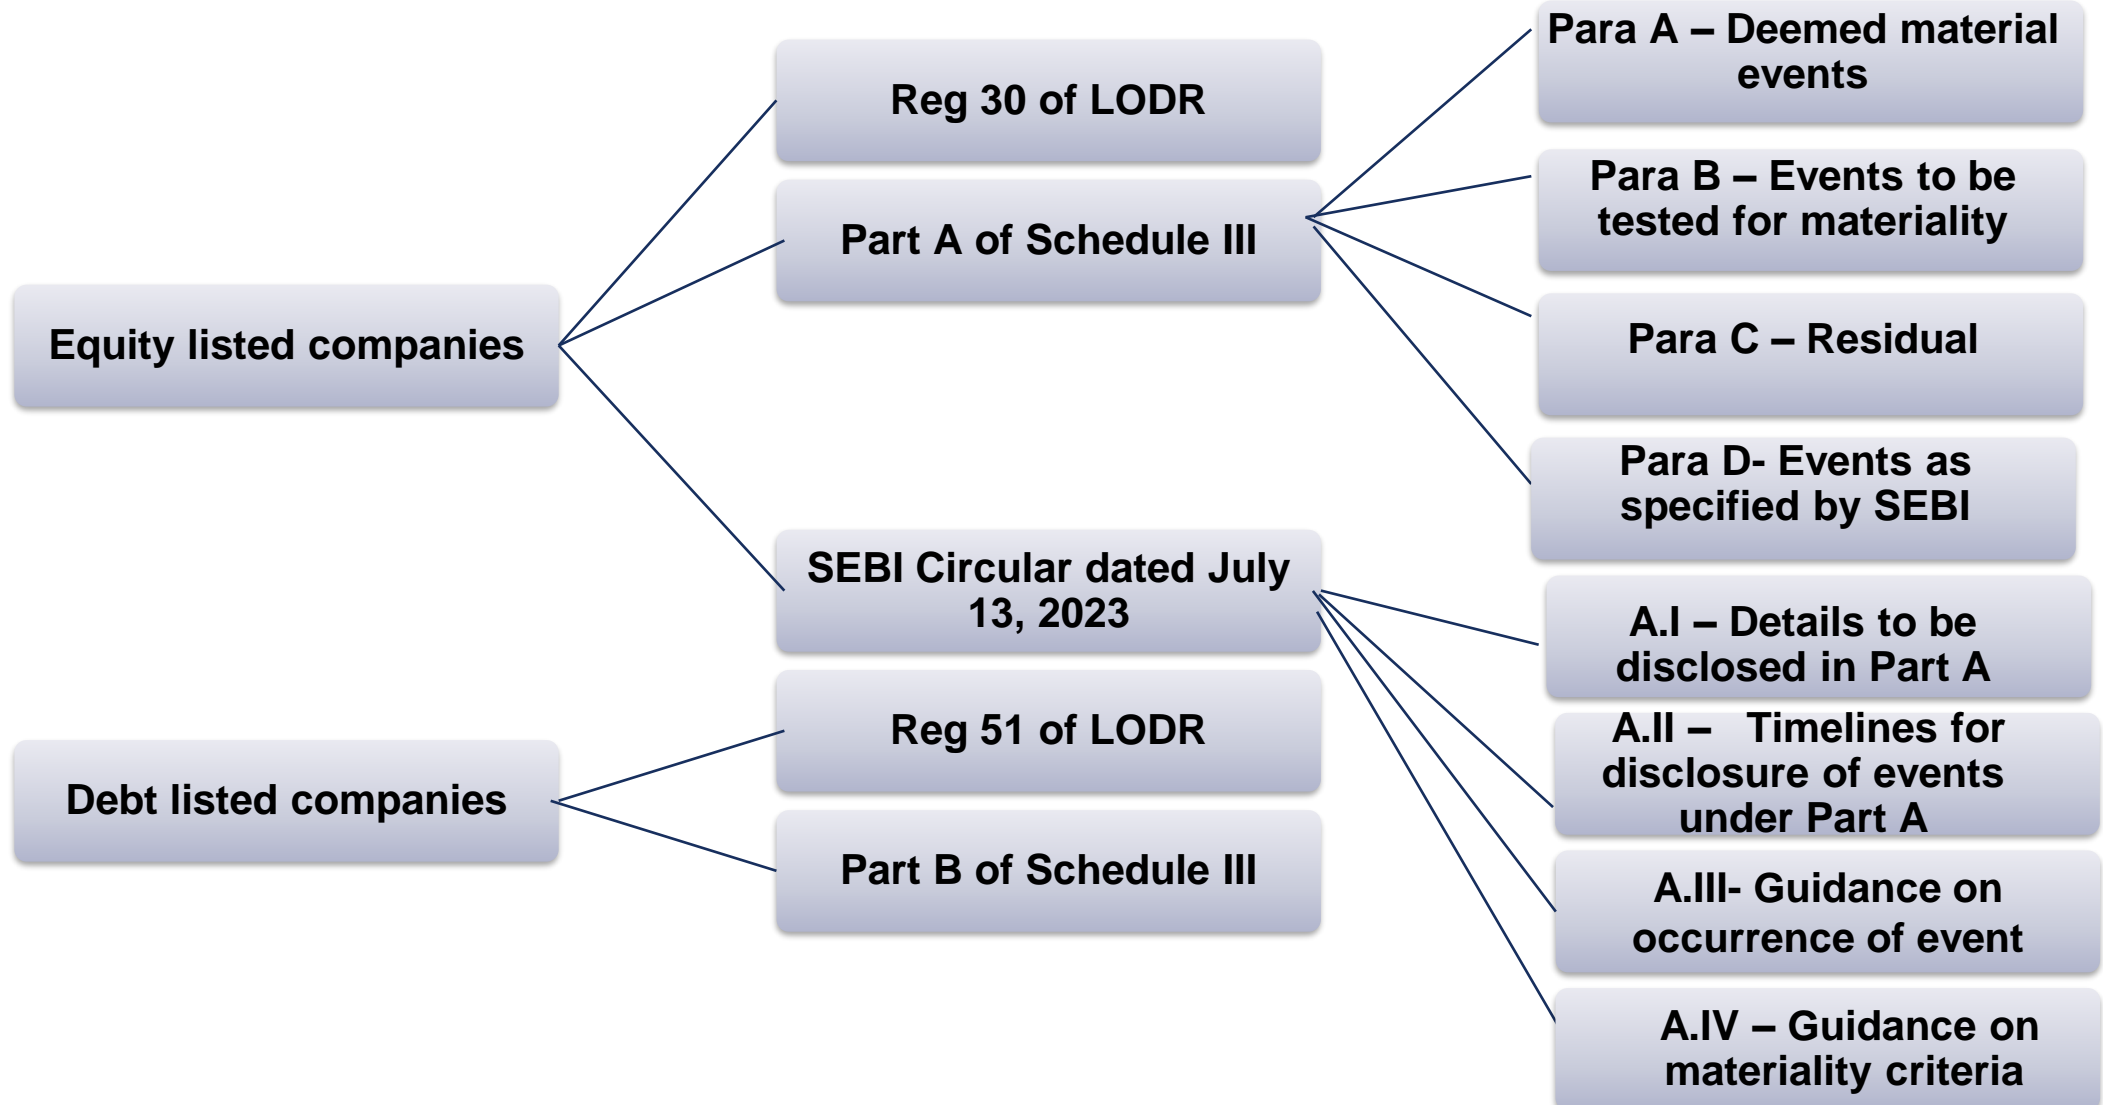 Equity listed companies
Reg 30 of LODR
Part A of Schedule III
Para A – Deemed material
events
Para B – Events to be
tested for materiality
Para C – Residual
Para D- Events as
specified by SEBI
SEBI Circular dated July
13, 2023
A.I – Details to be
disclosed in Part A
A.II – Timelines for
disclosure of events
under Part A
A.III- Guidance on
occurrence of event
A.IV – Guidance on
materiality criteria
Debt listed companies
Reg 51 of LODR
Part B of Schedule III